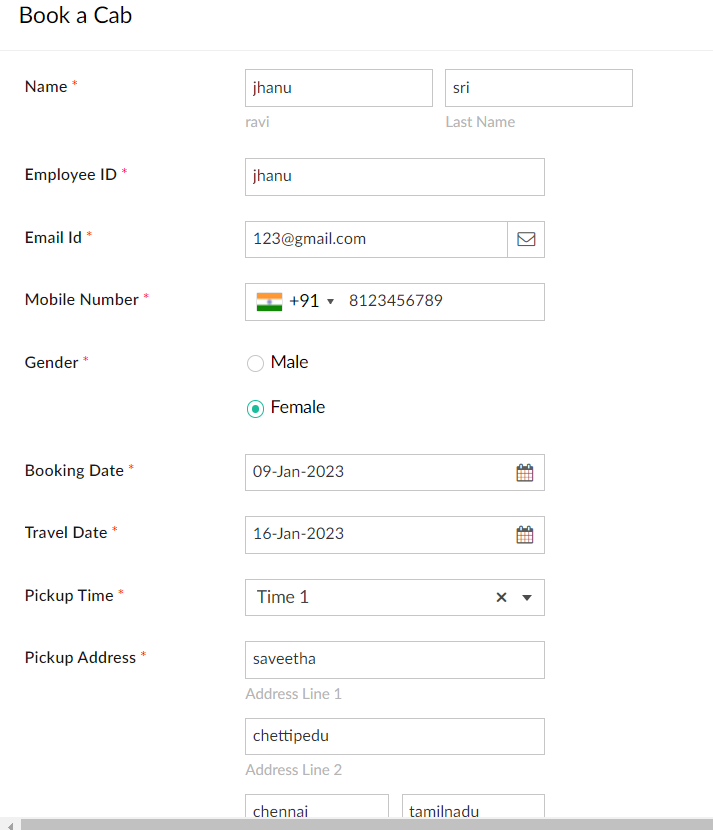 Book a Cab
Name * jhanu sri
ravi Last Name
Employee ID * jhanu
Email Id * 123@gmail.com
Mobile Number * +91 8123456789
Gender * Male
Female
Booking Date * 09-Jan-2023
Travel Date * 16-Jan-2023
Pickup Time * Time 1
Pickup Address * saveetha
Address Line 1
chettipedu
Address Line 2
chennai tamilnadu